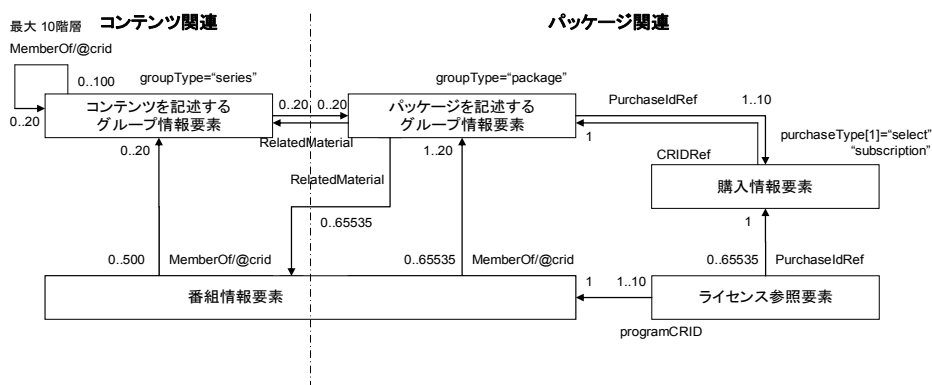 最大 10階層
コンテンツ関連
パッケージ関連
MemberOf/@crid
0..100
groupType="series"
groupType="package"
0..20
コンテンツを記述する
グループ情報要素
0..20
0..20
RelatedMaterial
パッケージを記述する
グループ情報要素
PurchaseIdRef
1..10
1
CRIDRef
purchaseType[1]="select"
"subscription"
購入情報要素
0..20
1..20
RelatedMaterial
0..65535
1
0..500
MemberOf/@crid
0..65535
MemberOf/@crid
0..65535
PurchaseIdRef
番組情報要素
1
1..10
ライセンス参照要素
programCRID